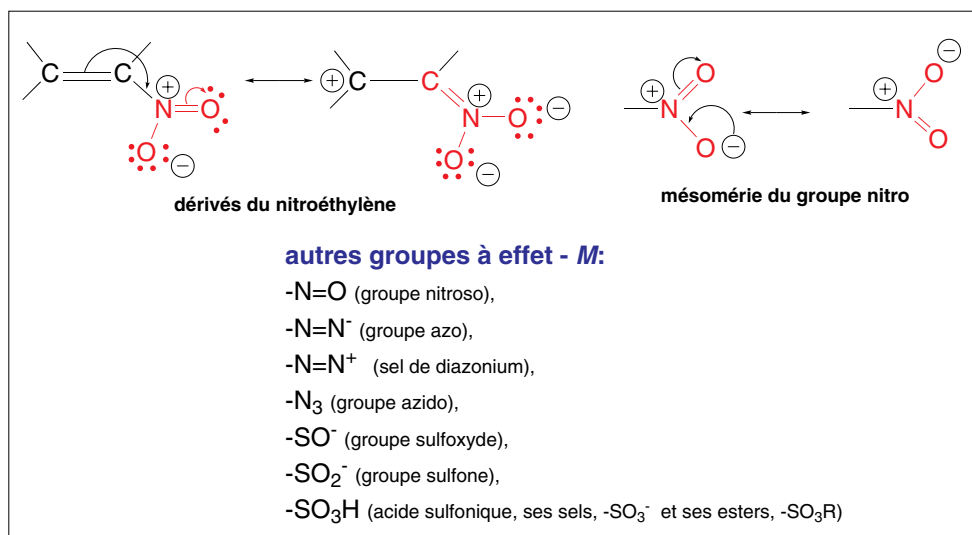 C C N O O
C C N O O
N O O
N O O
dérivés du nitroéthylène
mésomérie du groupe nitro
autres groupes à effet - M:
-N=O (groupe nitroso),
-N=N⁻ (groupe azo),
-N=N⁺ (sel de diazonium),
-N₃ (groupe azido),
-SO⁻ (groupe sulfoxyde),
-SO₂⁻ (groupe sulfone),
-SO₃H (acide sulfonique, ses sels, -SO₃⁻ et ses esters, -SO₃R)